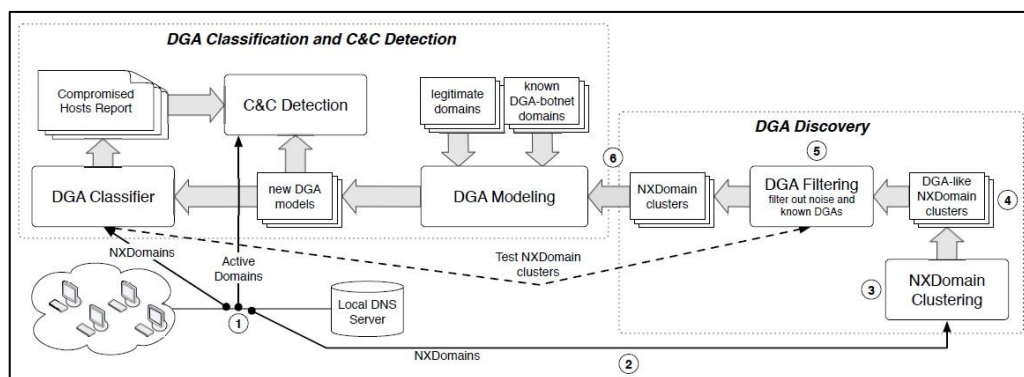 DGA Classification and C&C Detection
Compromised
Hosts Report
C&C Detection
legitimate
domains
known
DGA-botnet
domains
DGA Classifier
new DGA
models
DGA Modeling
6
DGA Discovery
5
NXDomain
clusters
DGA Filtering
filter out noise and
known DGAs
DGA-like
NXDomain
clusters
4
NXDomains
Active
Domains
Test NXDomain
clusters
3
NXDomain
Clustering
1
Local DNS
Server
NXDomains
2